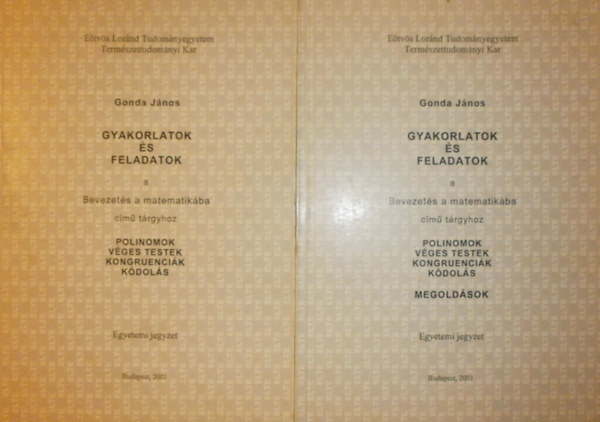 Eötvös Loránd Tudományegyetem
Természettudományi Kar
Gonda János
GYAKORLATOK
ÉS
FELADATOK
a
Bevezetés a matematikába
című tárgyhoz
POLINOMOK
VÉGES TESTEK
KONGRUENCIÁK
KÓDOLÁS
Egyetemi jegyzet
Budapest, 2001
Eötvös Loránd Tudományegyetem
Természettudományi Kar
Gonda János
GYAKORLATOK
ÉS
FELADATOK
a
Bevezetés a matematikába
című tárgyhoz
POLINOMOK
VÉGES TESTEK
KONGRUENCIÁK
KÓDOLÁS
MEGOLDÁSOK
Egyetemi jegyzet
Budapest, 2001